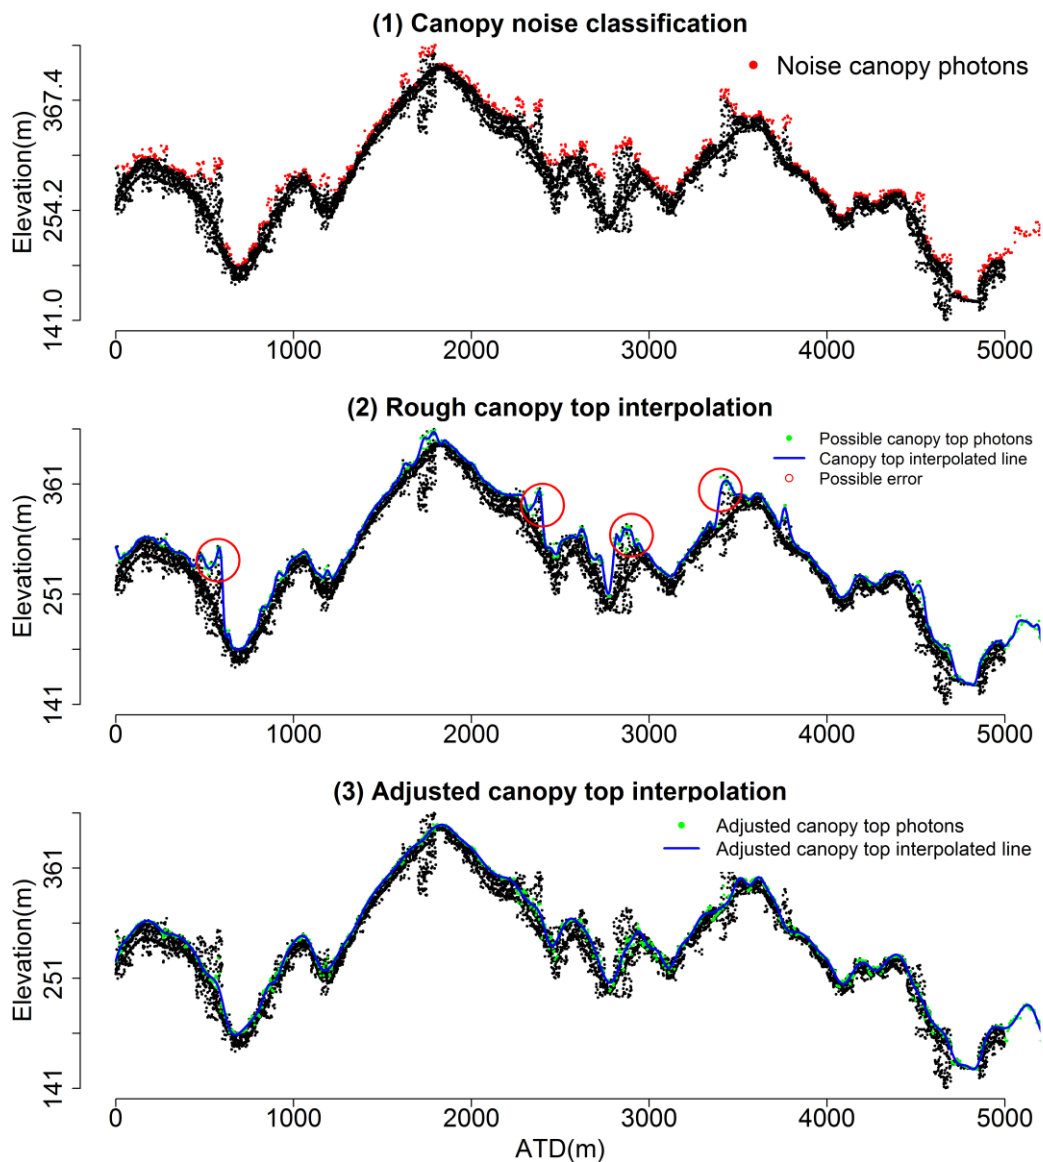 (1) Canopy noise classification
Noise canopy photons
Elevation(m)
367.4
254.2
141.0
0 1000 2000 3000 4000 5000
(2) Rough canopy top interpolation
Possible canopy top photons
Canopy top interpolated line
Possible error
Elevation(m)
361
251
141
0 1000 2000 3000 4000 5000
(3) Adjusted canopy top interpolation
Adjusted canopy top photons
Adjusted canopy top interpolated line
Elevation(m)
361
251
141
0 1000 2000 3000 4000 5000
ATD(m)